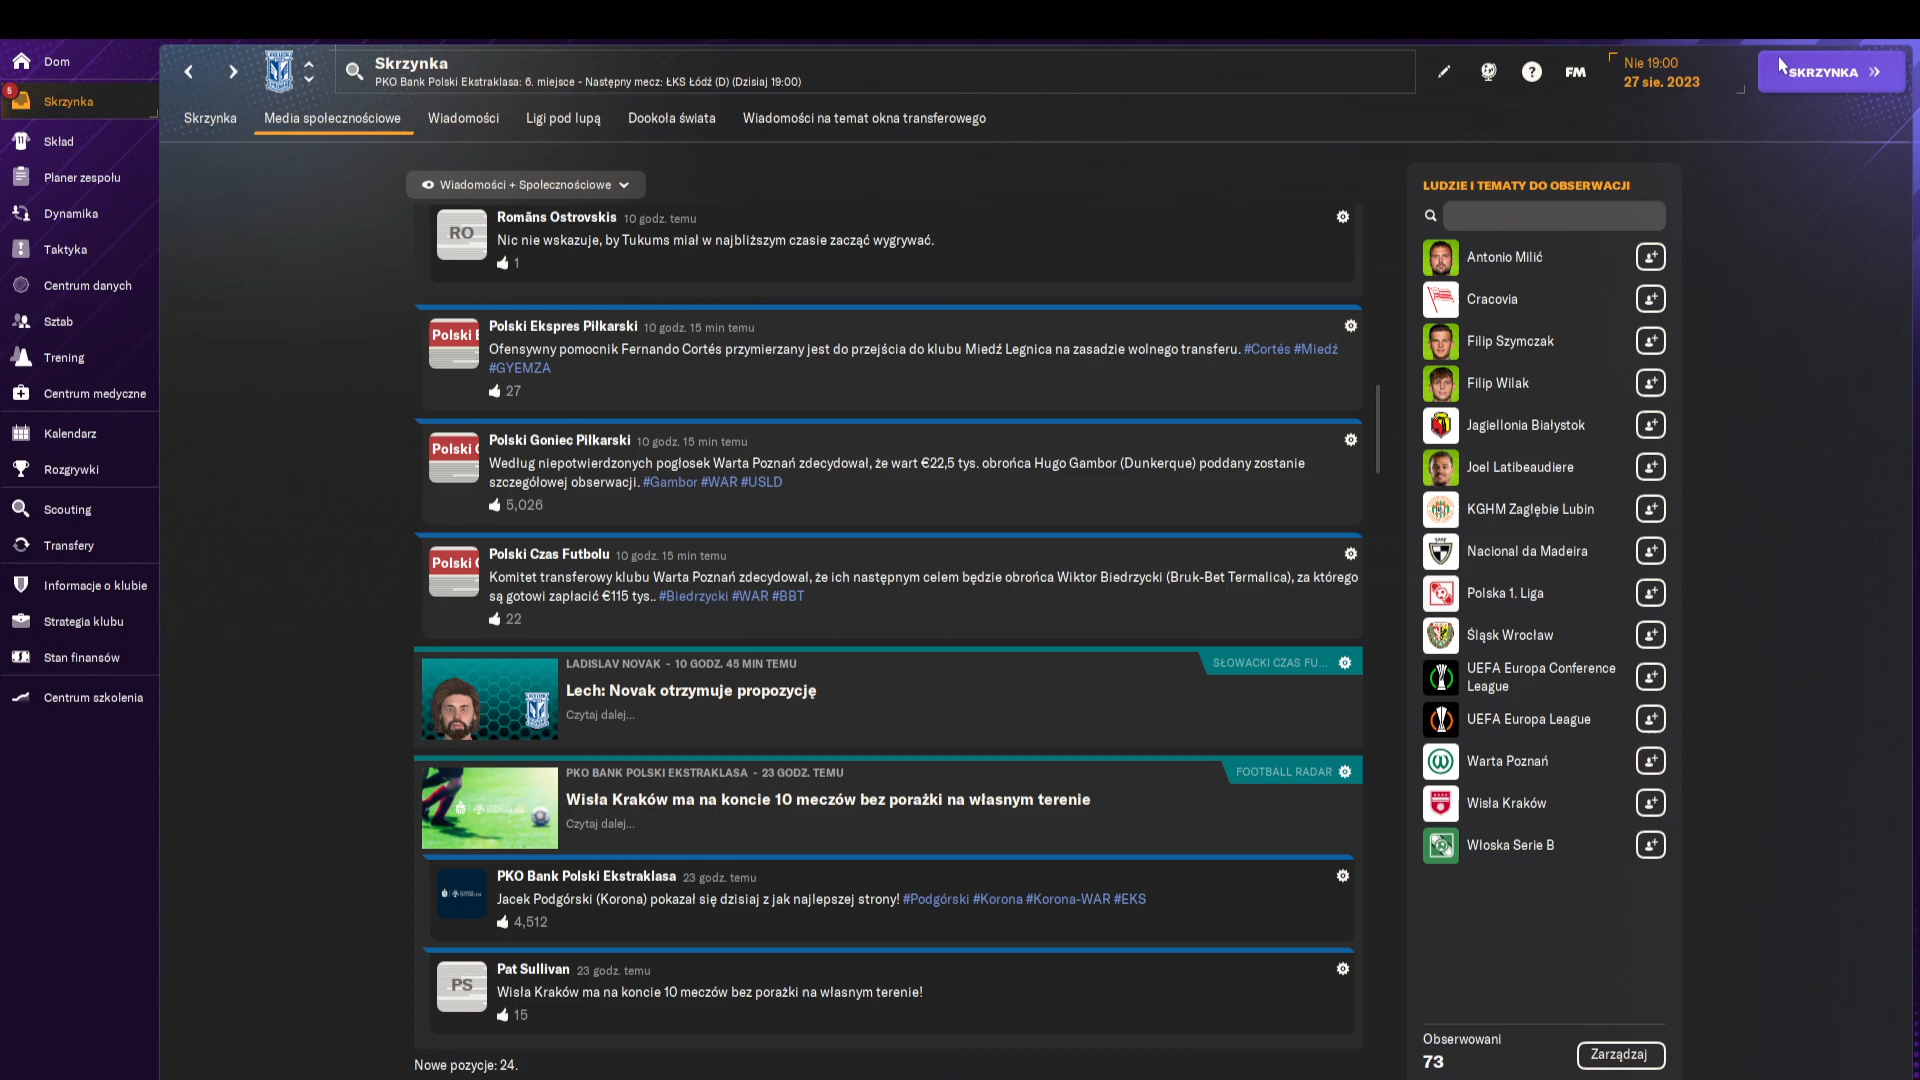 Dom
Skrzynka
PKO Bank Polski Ekstraklasa: 6. miejsce - Następny mecz: ŁKS Łódź (D) (Dzisiaj 19:00)
FM
Nie 19:00
27 sie. 2023
SKRZYNKA
6
Skrzynka
Skład
Planer zespołu
Dynamika
Taktyka
Centrum danych
Sztab
Trening
Centrum medyczne
Kalendarz
Rozgrywki
Scouting
Transfery
Informacje o klubie
Strategia klubu
Stan finansów
Centrum szkolenia
Skrzynka
Media społecznościowe
Wiadomości
Ligi pod lupą
Dookoła świata
Wiadomości na temat okna transferowego
Wiadomości + Społecznościowe
RO
Romāns Ostrovskis 10 godz. temu
Nic nie wskazuje, by Tukums miał w najbliższym czasie zacząć wygrywać.
1
Polski E
Polski Ekspres Piłkarski 10 godz. 15 min temu
Ofensywny pomocnik Fernando Cortés przymierzany jest do przejścia do klubu Miedź Legnica na zasadzie wolnego transferu. #Cortés #Miedź
#GYEMZA
27
Polski G
Polski Goniec Piłkarski 10 godz. 15 min temu
Według niepotwierdzonych pogłosek Warta Poznań zdecydował, że wart €22,5 tys. obrońca Hugo Gambor (Dunkerque) poddany zostanie
szczegółowej obserwacji. #Gambor #WAR #USLD
5,026
Polski C
Polski Czas Futbolu 10 godz. 15 min temu
Komitet transferowy klubu Warta Poznań zdecydował, że ich następnym celem będzie obrońca Wiktor Biedrzycki (Bruk-Bet Termalica), za którego
są gotowi zapłacić €115 tys.. #Biedrzycki #WAR #BBT
22
LADISLAV NOVAK - 10 GODZ. 45 MIN TEMU
SŁOWACKI CZAS FU...
Lech: Novak otrzymuje propozycję
Czytaj dalej...
PKO BANK POLSKI EKSTRAKLASA - 23 GODZ. TEMU
FOOTBALL RADAR
Wisła Kraków ma na koncie 10 meczów bez porażki na własnym terenie
Czytaj dalej...
PKO Bank Polski Ekstraklasa 23 godz. temu
Jacek Podgórski (Korona) pokazał się dzisiaj z jak najlepszej strony! #Podgórski #Korona #Korona-WAR #EKS
4,512
PS
Pat Sullivan 23 godz. temu
Wisła Kraków ma na koncie 10 meczów bez porażki na własnym terenie!
15
Nowe pozycje: 24.
LUDZIE I TEMATY DO OBSERWACJI
Antonio Milić
Cracovia
Filip Szymczak
Filip Wilak
Jagiellonia Białystok
Joel Latibeaudiere
KGHM Zagłębie Lubin
Nacional da Madeira
Polska 1. Liga
Śląsk Wrocław
UEFA Europa Conference
League
UEFA Europa League
Warta Poznań
Wisła Kraków
Włoska Serie B
Obserwowani
73
Zarządzaj